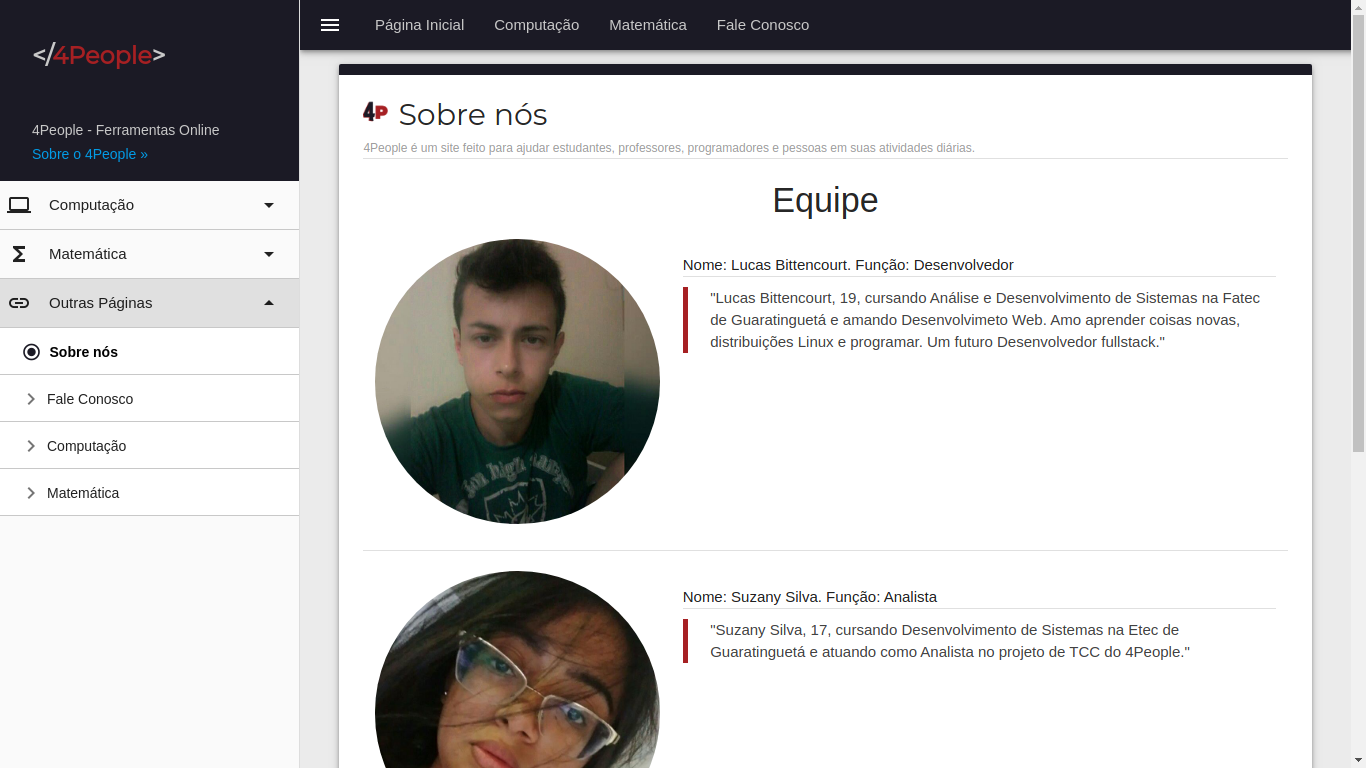 </4People>
4People - Ferramentas Online
Sobre o 4People »
Computação
Matemática
Outras Páginas
Sobre nós
Fale Conosco
Computação
Matemática
Página Inicial Computação Matemática Fale Conosco
4P Sobre nós
4People é um site feito para ajudar estudantes, professores, programadores e pessoas em suas atividades diárias.
Equipe
Nome: Lucas Bittencourt. Função: Desenvolvedor
"Lucas Bittencourt, 19, cursando Análise e Desenvolvimento de Sistemas na Fatec
de Guaratinguetá e amando Desenvolvimeto Web. Amo aprender coisas novas,
distribuições Linux e programar. Um futuro Desenvolvedor fullstack."
Nome: Suzany Silva. Função: Analista
"Suzany Silva, 17, cursando Desenvolvimento de Sistemas na Etec de
Guaratinguetá e atuando como Analista no projeto de TCC do 4People."